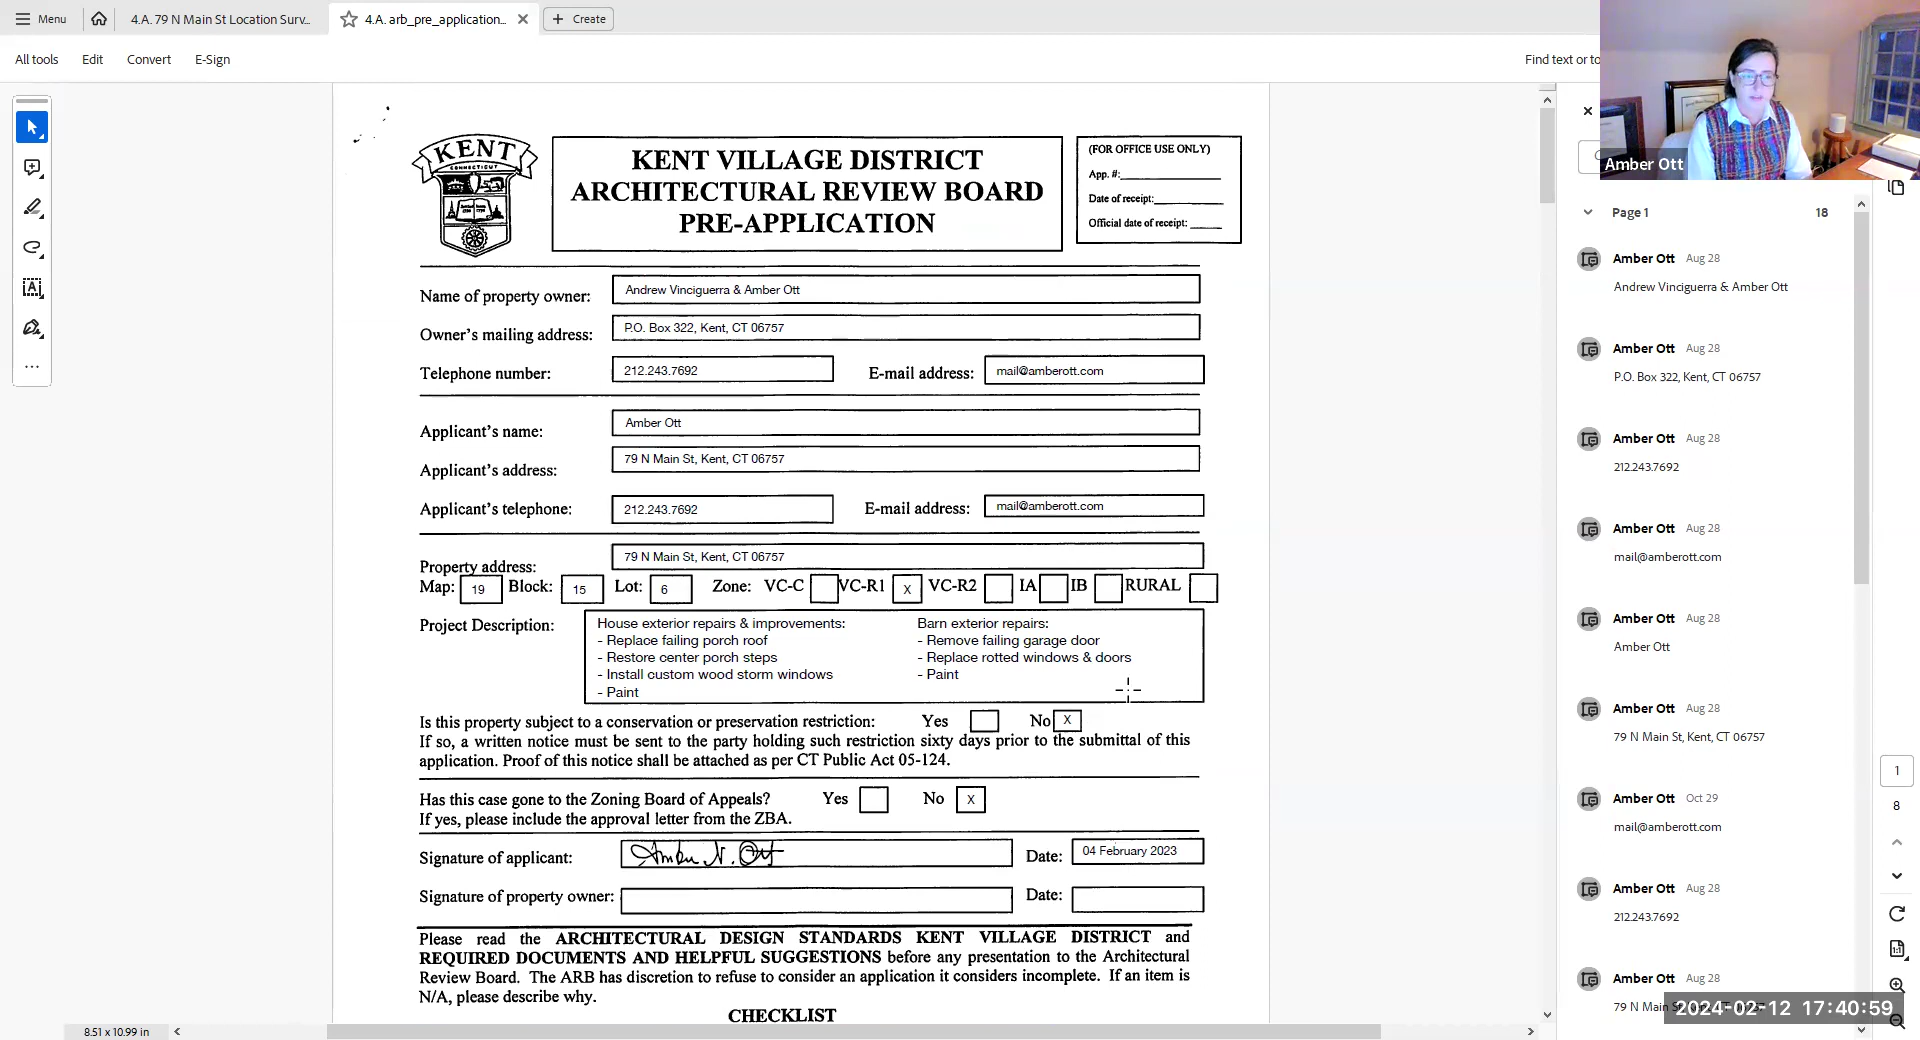 Menu
4.A. 79 N Main St Location Surv...
4.A. arb_pre_application...
Create
All tools
Edit
Convert
E-Sign
Find text or to
Amber Ott
KENT
CONNECTICUT
KENT VILLAGE DISTRICT
ARCHITECTURAL REVIEW BOARD
PRE-APPLICATION
(FOR OFFICE USE ONLY)
App. #:
Date of receipt:
Official date of receipt:
Name of property owner: Andrew Vinciguerra & Amber Ott
Owner's mailing address: P.O. Box 322, Kent, CT 06757
Telephone number: 212.243.7692 E-mail address: mail@amberott.com
Applicant's name: Amber Ott
Applicant's address: 79 N Main St, Kent, CT 06757
Applicant's telephone: 212.243.7692 E-mail address: mail@amberott.com
Property address: 79 N Main St, Kent, CT 06757
Map: 19 Block: 15 Lot: 6 Zone: VC-C VC-R1 X VC-R2 IA IB RURAL
Project Description:
House exterior repairs & improvements:
- Replace failing porch roof
- Restore center porch steps
- Install custom wood storm windows
- Paint
Barn exterior repairs:
- Remove failing garage door
- Replace rotted windows & doors
- Paint
Is this property subject to a conservation or preservation restriction: Yes No X
If so, a written notice must be sent to the party holding such restriction sixty days prior to the submittal of this
application. Proof of this notice shall be attached as per CT Public Act 05-124.
Has this case gone to the Zoning Board of Appeals? Yes No X
If yes, please include the approval letter from the ZBA.
Signature of applicant: Amber N. Ott Date: 04 February 2023
Signature of property owner: Date:
Please read the ARCHITECTURAL DESIGN STANDARDS KENT VILLAGE DISTRICT and
REQUIRED DOCUMENTS AND HELPFUL SUGGESTIONS before any presentation to the Architectural
Review Board. The ARB has discretion to refuse to consider an application it considers incomplete. If an item is
N/A, please describe why.
CHECKLIST
8.51 x 10.99 in
Page 1 18
Amber Ott Aug 28
Andrew Vinciguerra & Amber Ott
Amber Ott Aug 28
P.O. Box 322, Kent, CT 06757
Amber Ott Aug 28
212.243.7692
Amber Ott Aug 28
mail@amberott.com
Amber Ott Aug 28
Amber Ott
Amber Ott Aug 28
79 N Main St, Kent, CT 06757
Amber Ott Oct 29
mail@amberott.com
Amber Ott Aug 28
212.243.7692
Amber Ott Aug 28
79 N Main
1
8
2024-02-12 17:40:59